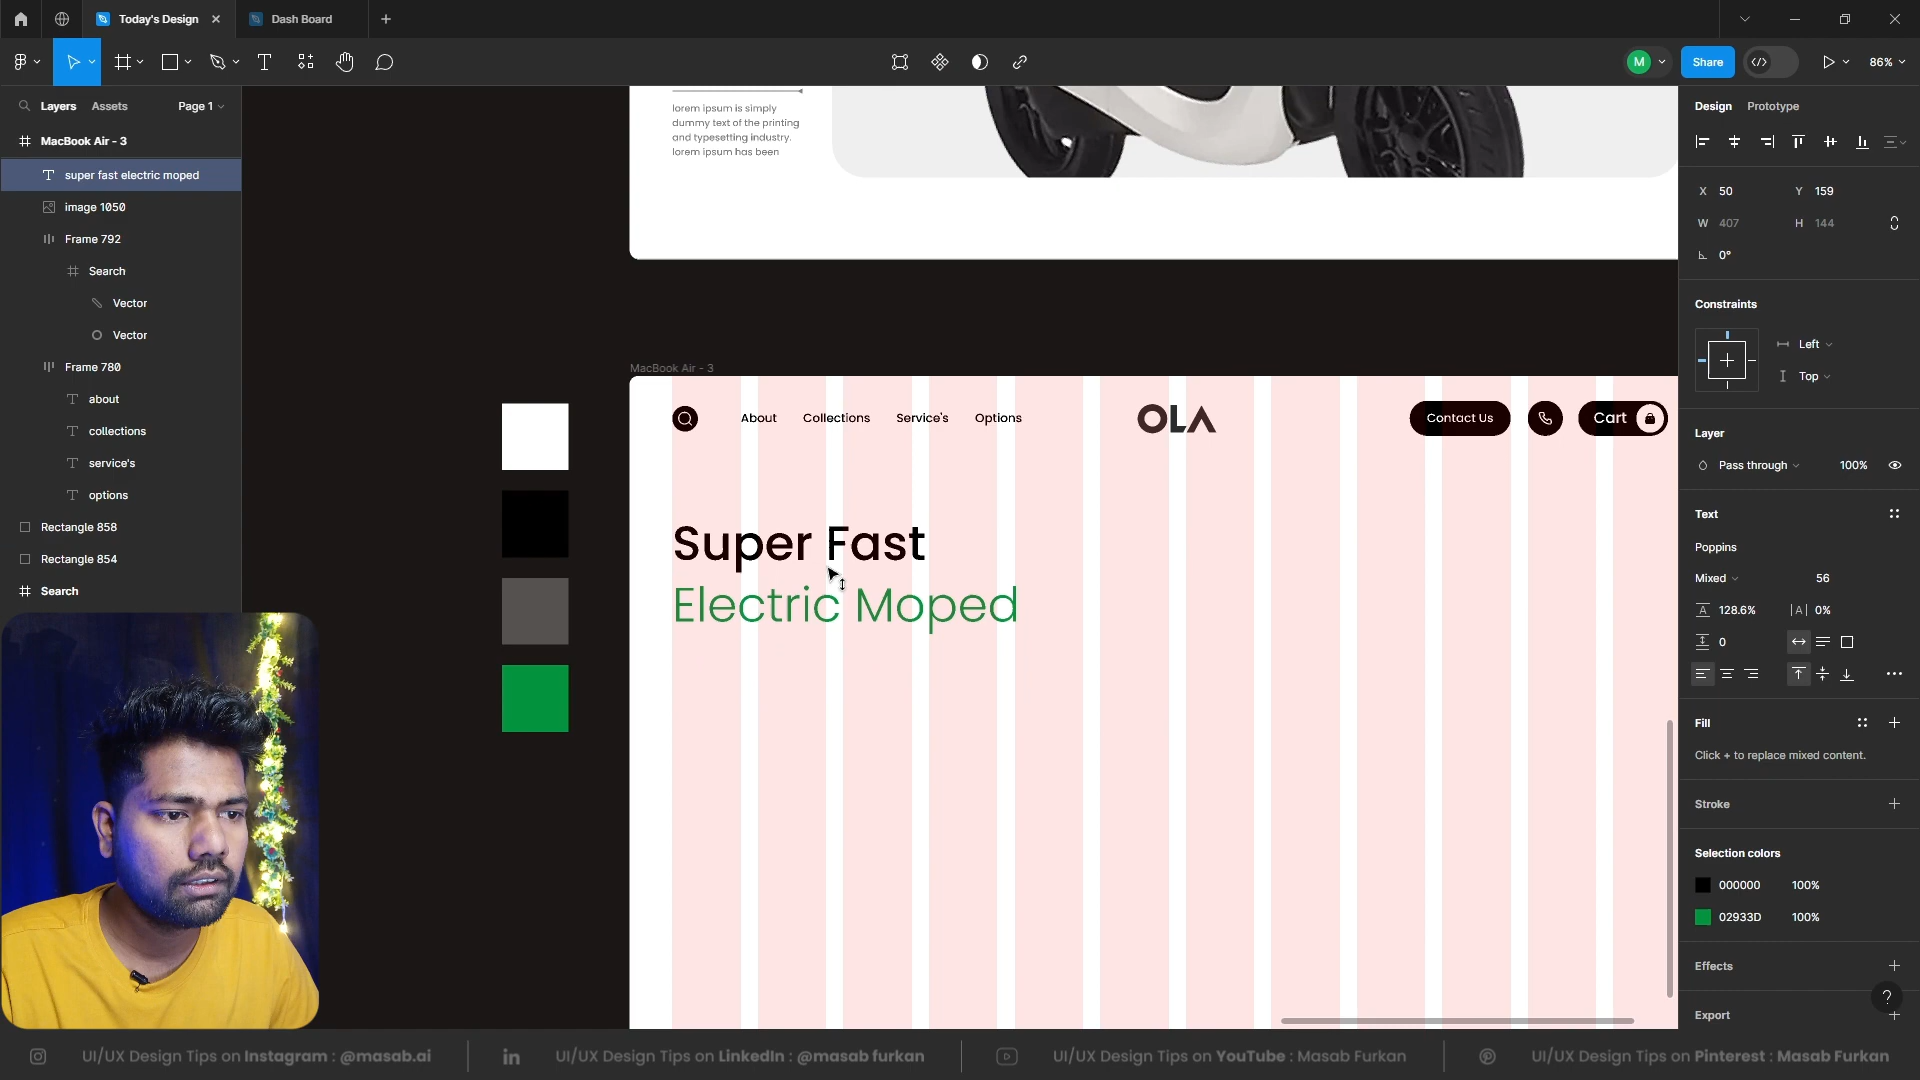 Today's Design
Dash Board
M
Share
86%
Layers
Assets
Page 1
MacBook Air - 3
super fast electric moped
image 1050
Frame 792
Search
Vector
Vector
Frame 780
about
collections
service's
options
Rectangle 858
Rectangle 854
Search
lorem ipsum is simply
dummy text of the printing
and typesetting industry.
lorem ipsum has been
MacBook Air - 3
About
Collections
Service's
Options
OLA
Contact Us
Cart
Super Fast
Electric Moped
Design
Prototype
X 50
Y 159
W 407
H 144
0°
Constraints
Left
Top
Layer
Pass through
100%
Text
Poppins
Mixed
56
128.6%
0%
0
Fill
Click + to replace mixed content.
Stroke
Selection colors
000000 100%
02933D 100%
Effects
Export
?
UI/UX Design Tips on Instagram : @masab.ai
UI/UX Design Tips on LinkedIn : @masab furkan
UI/UX Design Tips on YouTube : Masab Furkan
UI/UX Design Tips on Pinterest : Masab Furkan